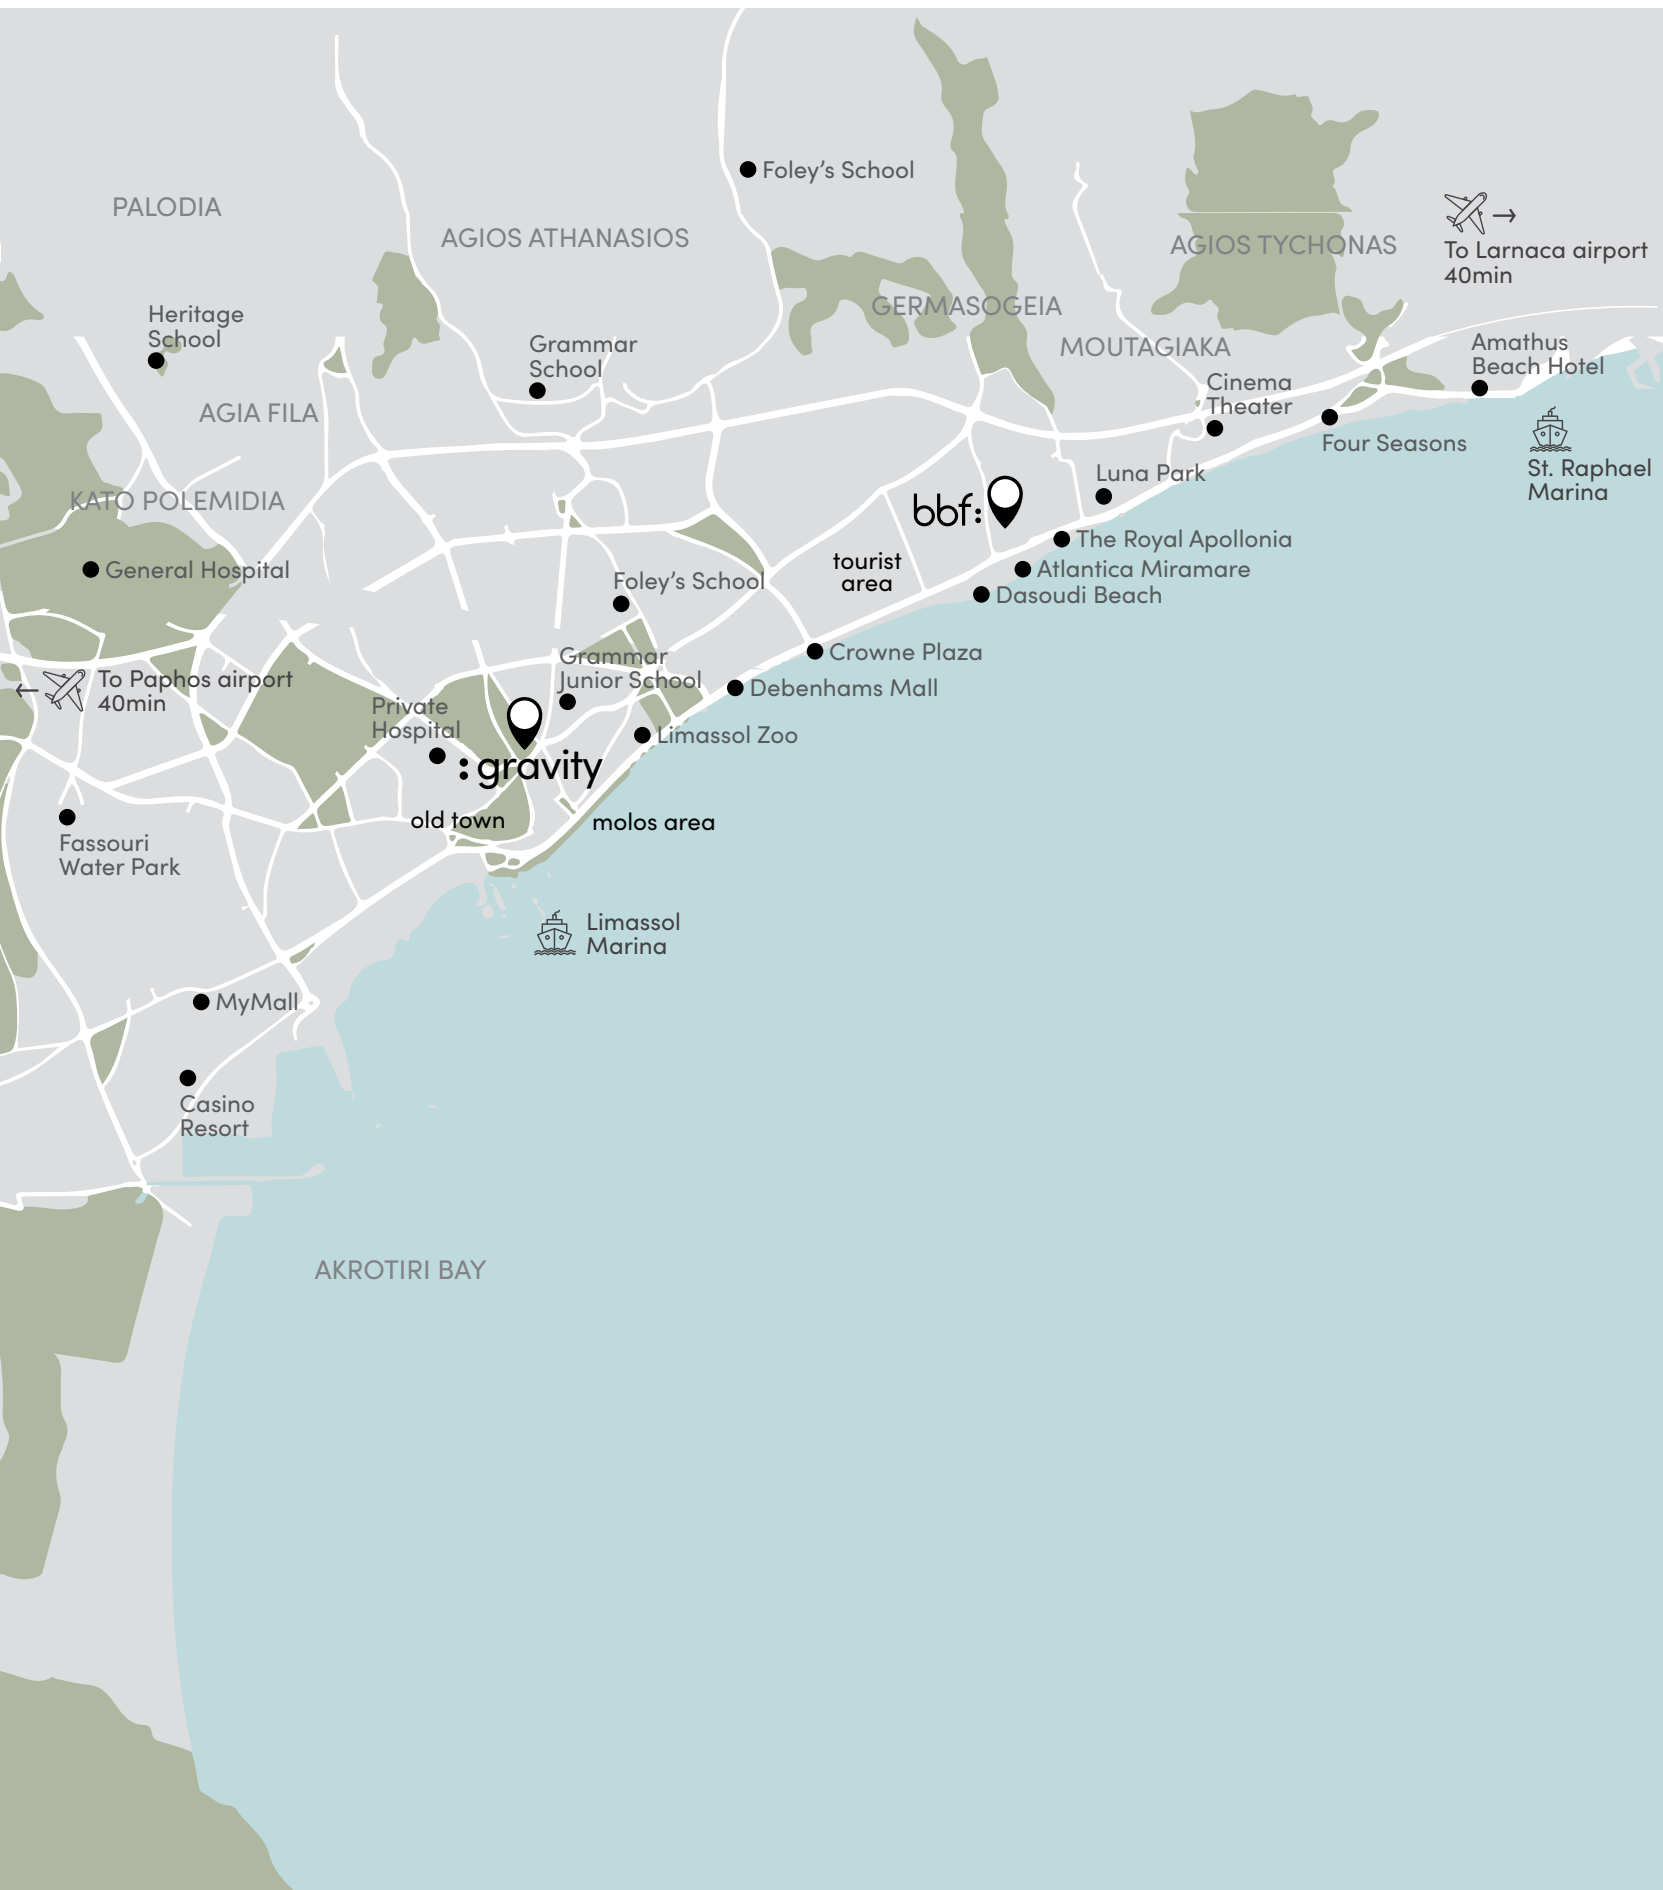 Foley’s School
PALODIA
AGIOS ATHANASIOS
AGIOS TYCHONAS
To Larnaca airport
40min
GERMASOGEIA
Heritage
School
MOUTAGIAKA
Grammar
School
Amathus
Beach Hotel
Cinema
Theater
AGIA FILA
Four Seasons
St. Raphael
Marina
Luna Park
KATO POLEMIDIA
bbf:
The Royal Apollonia
General Hospital
tourist
area
Atlantica Miramare
Foley’s School
Dasoudi Beach
Crowne Plaza
Grammar
Junior School
To Paphos airport
40min
Debenhams Mall
Private
Hospital
Limassol Zoo
:gravity
old town
molos area
Fassouri
Water Park
Limassol
Marina
MyMall
Casino
Resort
AKROTIRI BAY